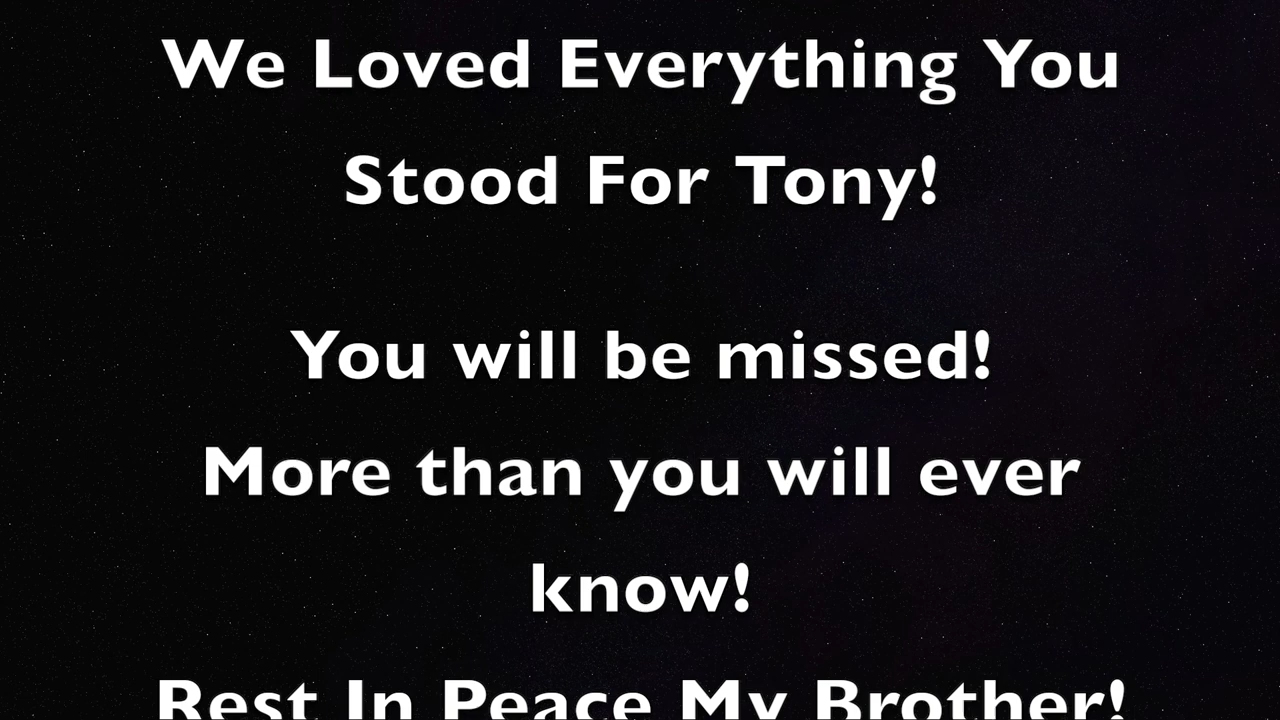 We Loved Everything You
Stood For Tony!
You will be missed!
More than you will ever
know!
Rest In Peace My Brother!